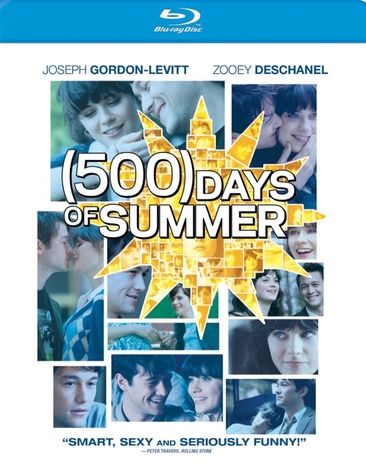 Blu-ray Disc
JOSEPH GORDON-LEVITT ZOOEY DESCHANEL
(500) DAYS
OF SUMMER
“SMART, SEXY AND SERIOUSLY FUNNY!”
— PETER TRAVERS, ROLLING STONE